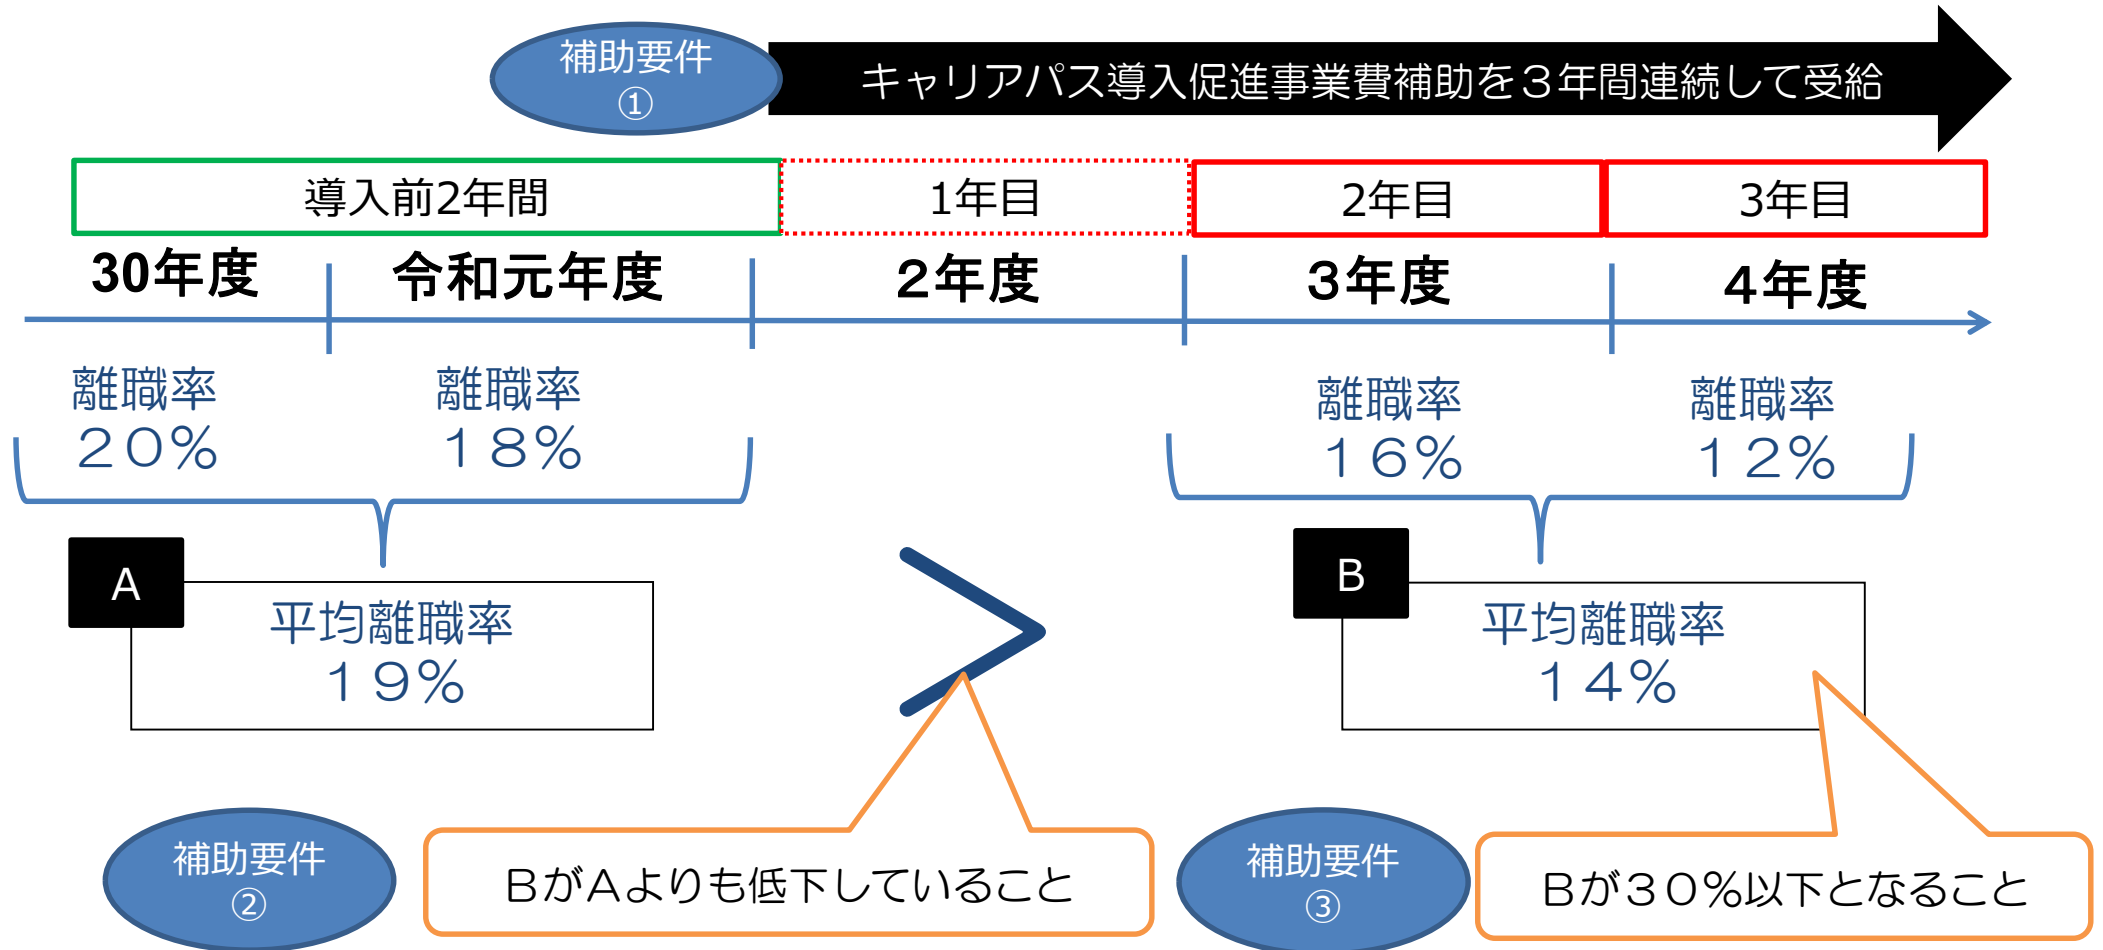 補助要件
①
キャリアパス導入促進事業費補助を３年間連続して受給
導入前2年間
1年目
2年目
3年目
30年度
令和元年度
２年度
３年度
４年度
離職率
２０％
離職率
１８％
離職率
１６％
離職率
１２％
A
平均離職率
１９％
＞
B
平均離職率
１４％
補助要件
②
ＢがＡよりも低下していること
補助要件
③
Ｂが３０％以下となること